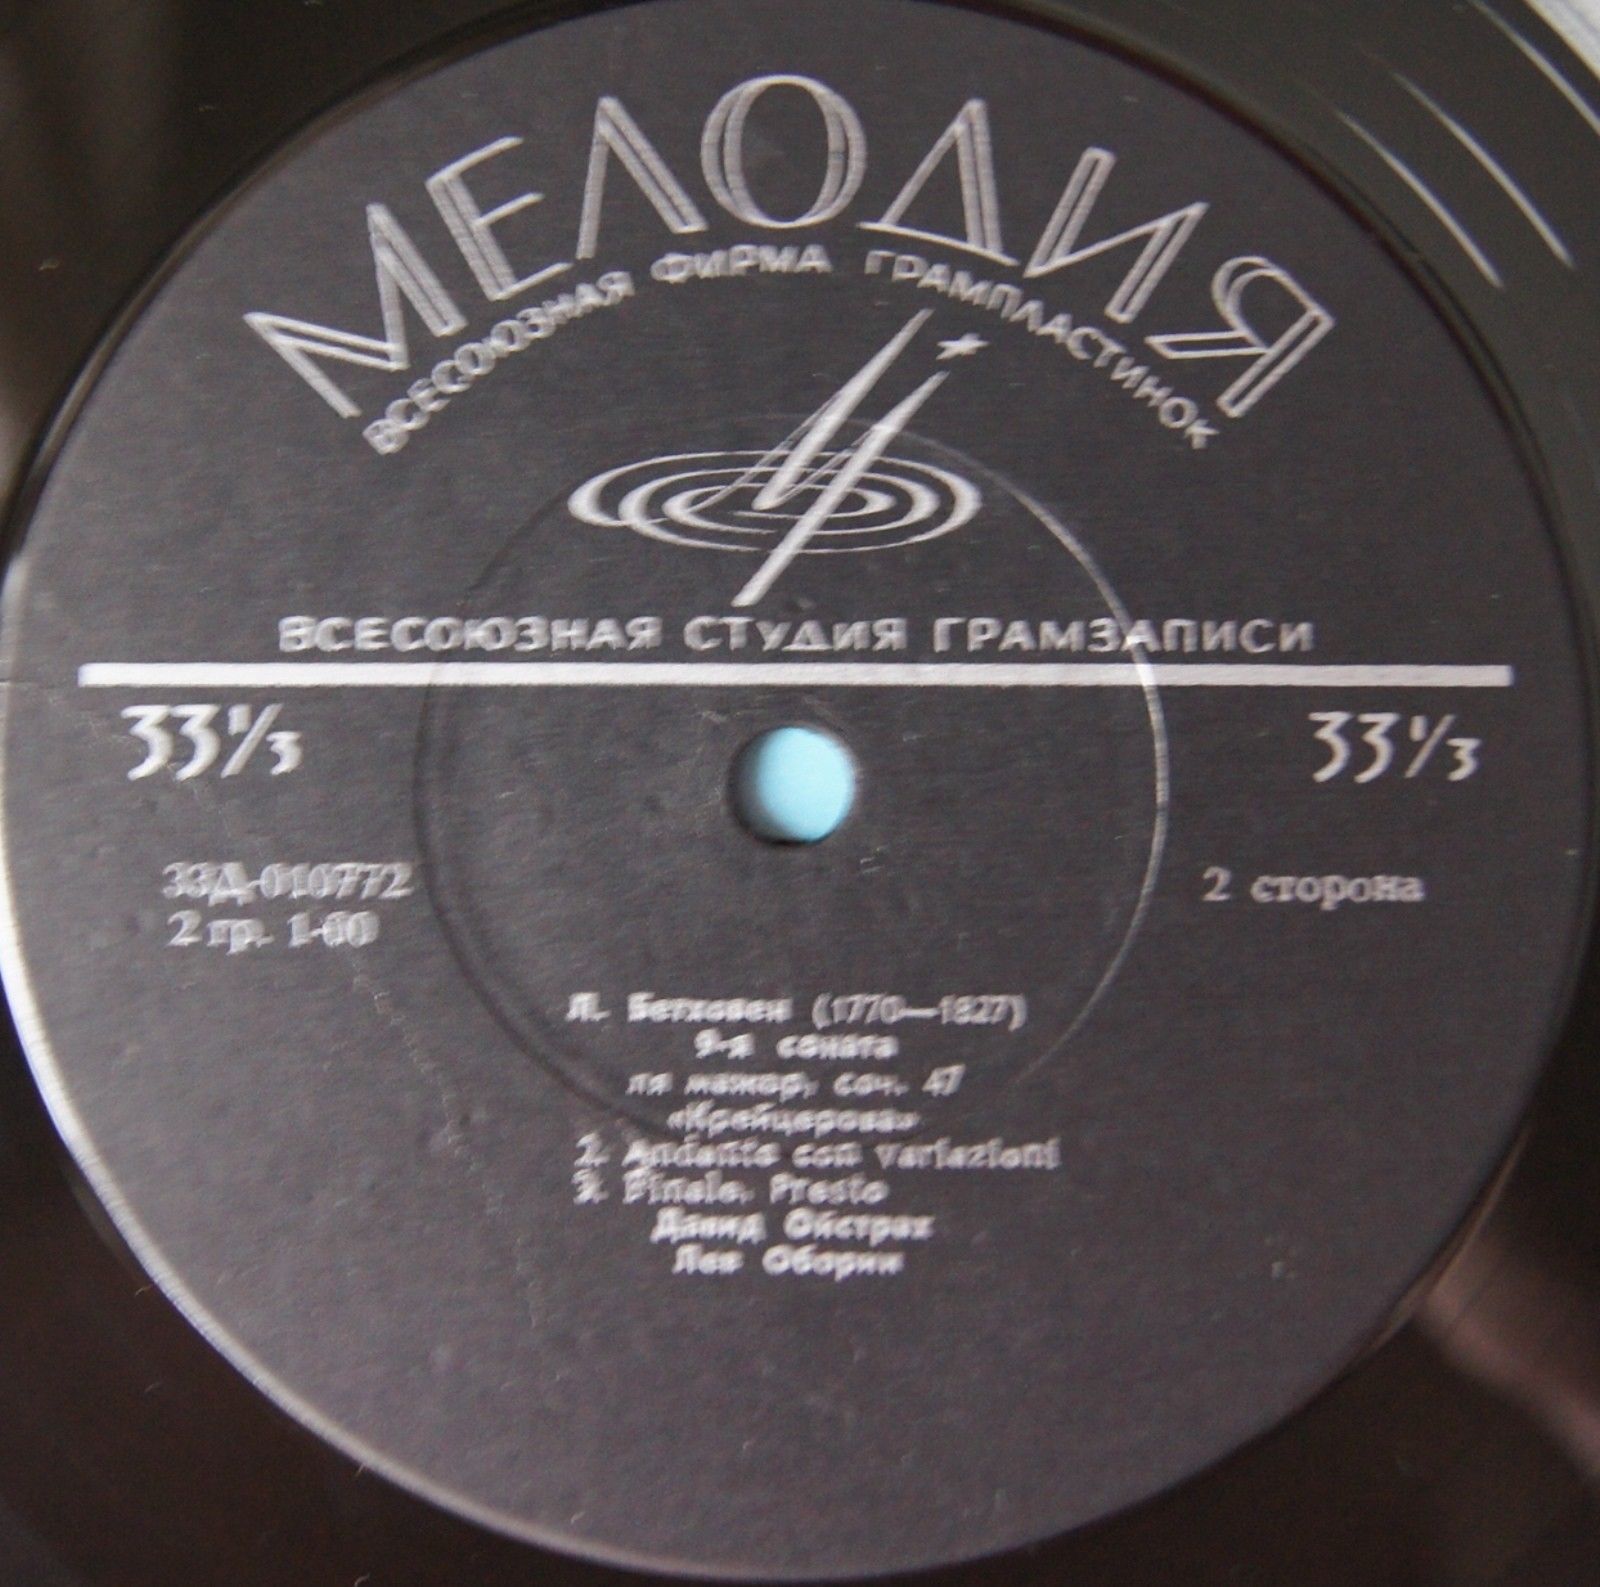 МЕЛОДИЯ
ВСЕСОЮЗНАЯ ФИРМА ГРАМПЛАСТИНОК
ВСЕСОЮЗНАЯ СТУДИЯ ГРАМЗАПИСИ
33⅓ 33⅓
33Д-010772
2 гр. 1-60
2 сторона
Л. Бетховен (1770—1827)
9-я соната
ля мажор, соч. 47
«Крейцерова»
2. Andante con variazioni
3. Finale. Presto
Давид Ойстрах
Лев Оборин